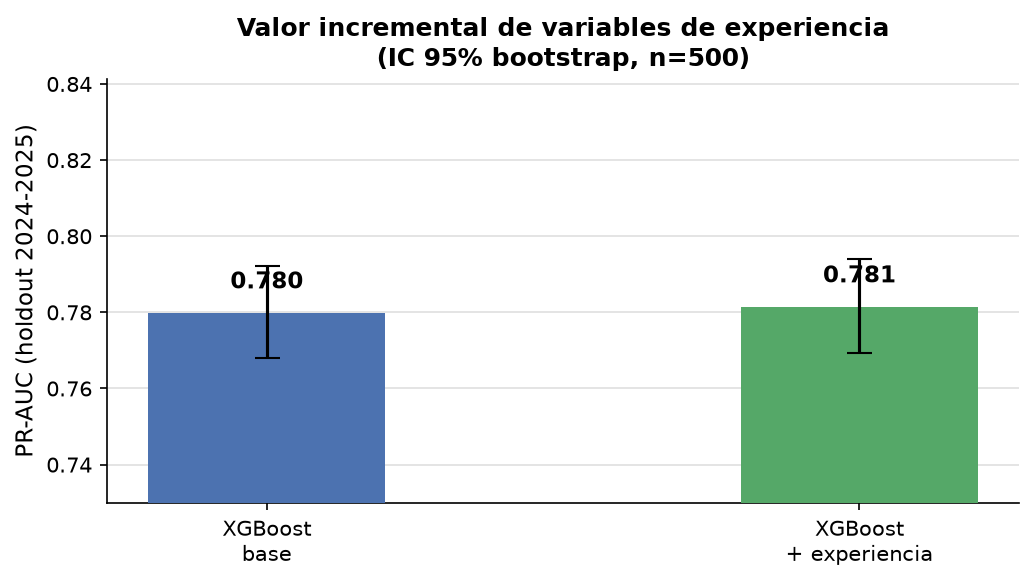 Valor incremental de variables de experiencia
(IC 95% bootstrap, n=500)
PR-AUC (holdout 2024-2025)
0.84
0.82
0.80
0.78
0.76
0.74
0.780
0.781
XGBoost
base
XGBoost
+ experiencia